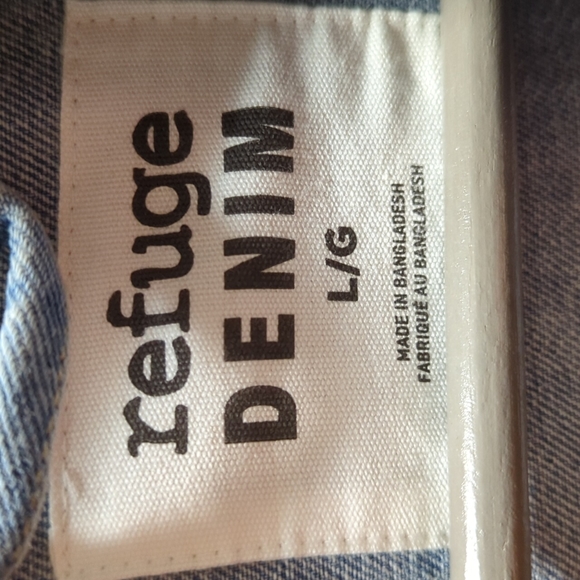 refuge
DENIM
L/G
MADE IN BANGLADESH
FABRIQUÉ AU BANGLADESH